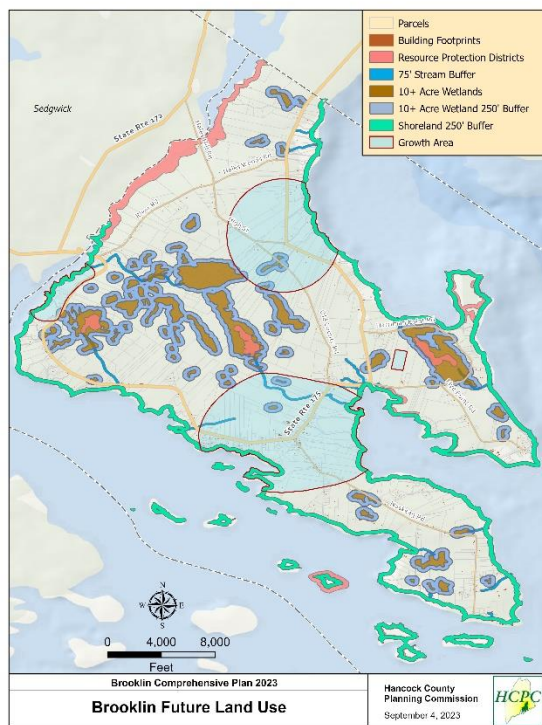 Parcels
Building Footprints
Resource Protection Districts
75' Stream Buffer
10+ Acre Wetlands
10+ Acre Wetland 250' Buffer
Shoreland 250' Buffer
Growth Area
Sedgwick
State Rte 172
State Rte 175
N
W E
S
0 4,000 8,000
Feet
Brooklin Comprehensive Plan 2023
Brooklin Future Land Use
Hancock County
Planning Commission
September 4, 2023
HCPC